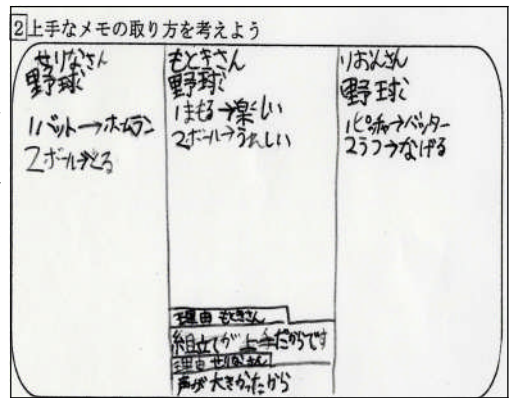 2 上手なメモの取り方を考えよう
せりなさん
野球
1バット→ホームラン
2ボール→とる
もときさん
野球
1まもる→楽しい
2ボール→うれしい
りおんさん
野球
1ピッチャー→バッター
2うつ→なげる
理由 もときさん
組立てが上手だからです
理由 せりなさん
声が大きかったから